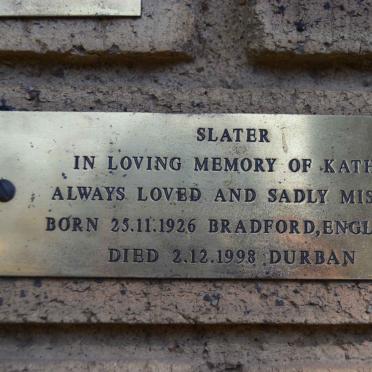 SLATER
IN LOVING MEMORY OF KATH
ALWAYS LOVED AND SADLY MIS
BORN 25.11.1926 BRADFORD,ENGL
DIED 2.12.1998 DURBAN